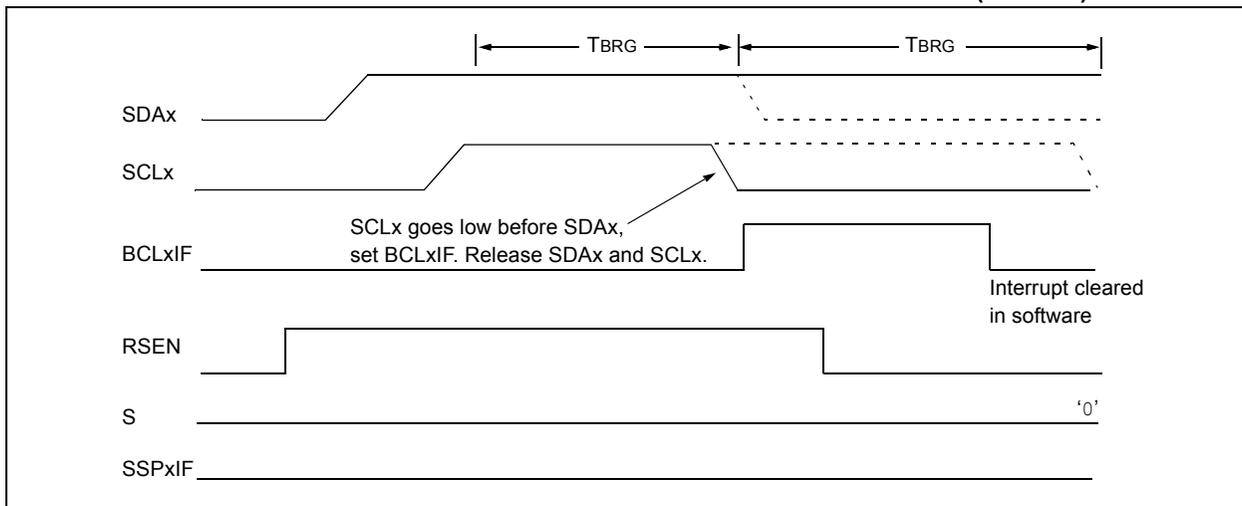 TBRG TBRG
SDAx
SCLx
SCLx goes low before SDAx,
set BCLxIF. Release SDAx and SCLx.
BCLxIF
Interrupt cleared
in software
RSEN
S
‘0’
SSPxIF